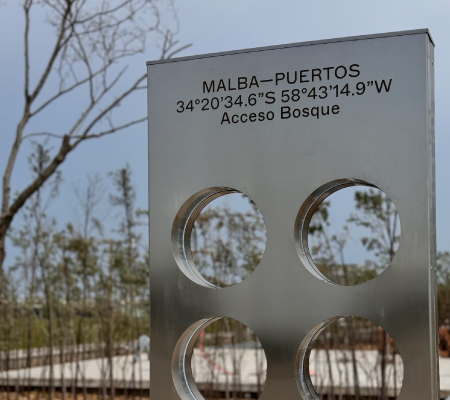 MALBA—PUERTOS
34°20’34.6”S 58°43’14.9”W
Acceso Bosque